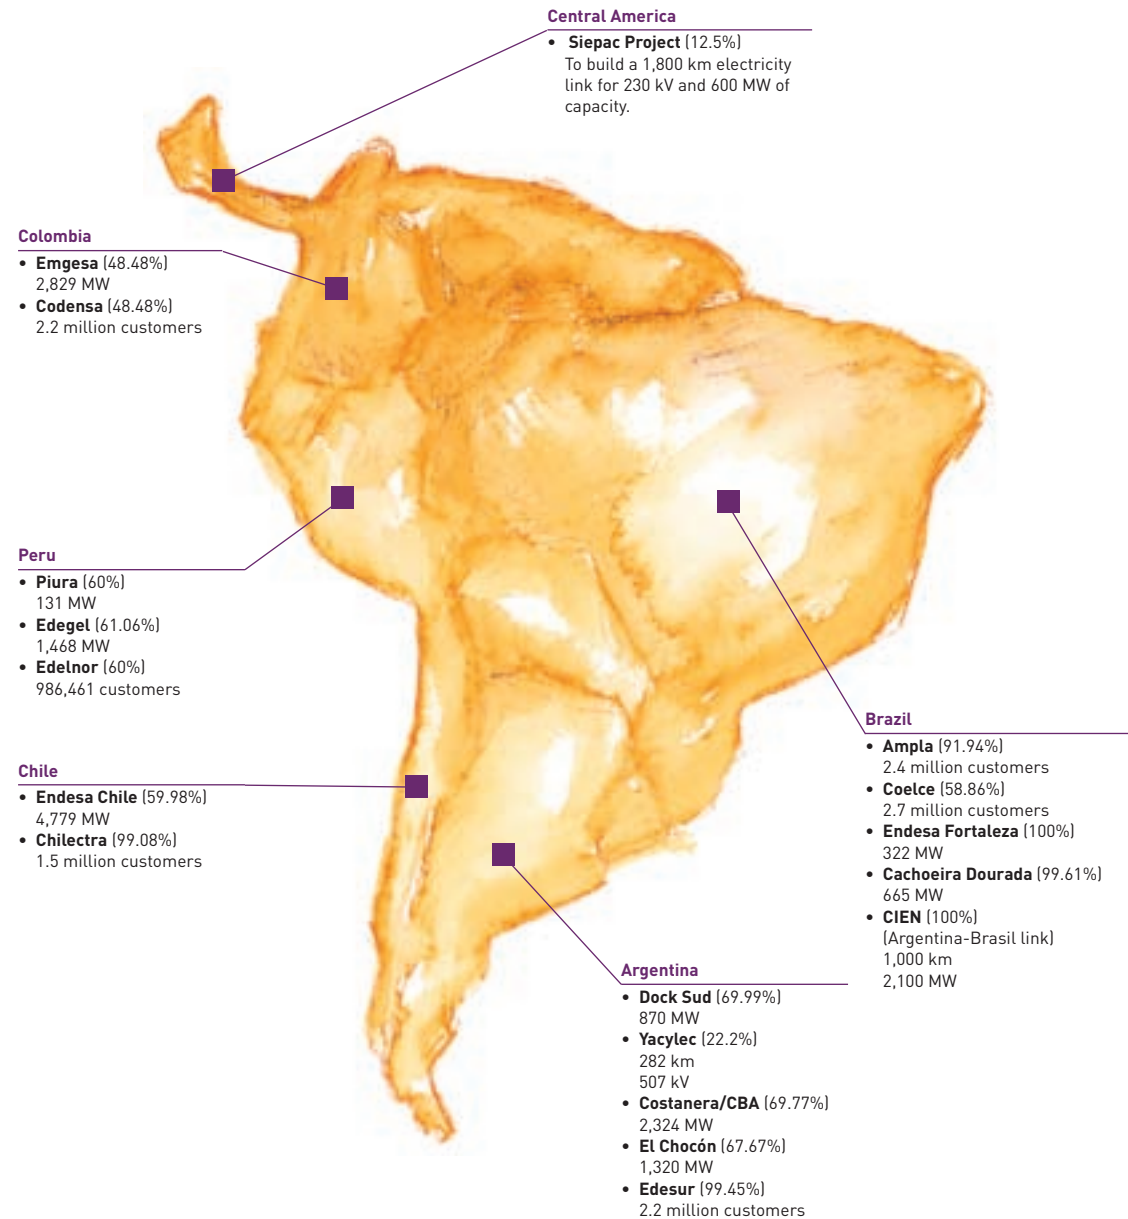 Central America
• Siepac Project (12.5%)
To build a 1,800 km electricity
link for 230 kV and 600 MW of
capacity.
Colombia
• Emgesa (48.48%)
2,829 MW
• Codensa (48.48%)
2.2 million customers
Peru
• Piura (60%)
131 MW
• Edegel (61.06%)
1,468 MW
• Edelnor (60%)
986,461 customers
Chile
• Endesa Chile (59.98%)
4,779 MW
• Chilectra (99.08%)
1.5 million customers
Brazil
• Ampla (91.94%)
2.4 million customers
• Coelce (58.86%)
2.7 million customers
• Endesa Fortaleza (100%)
322 MW
• Cachoeira Dourada (99.61%)
665 MW
• CIEN (100%)
(Argentina-Brasil link)
1,000 km
2,100 MW
Argentina
• Dock Sud (69.99%)
870 MW
• Yacylec (22.2%)
282 km
507 kV
• Costanera/CBA (69.77%)
2,324 MW
• El Chocón (67.67%)
1,320 MW
• Edesur (99.45%)
2.2 million customers